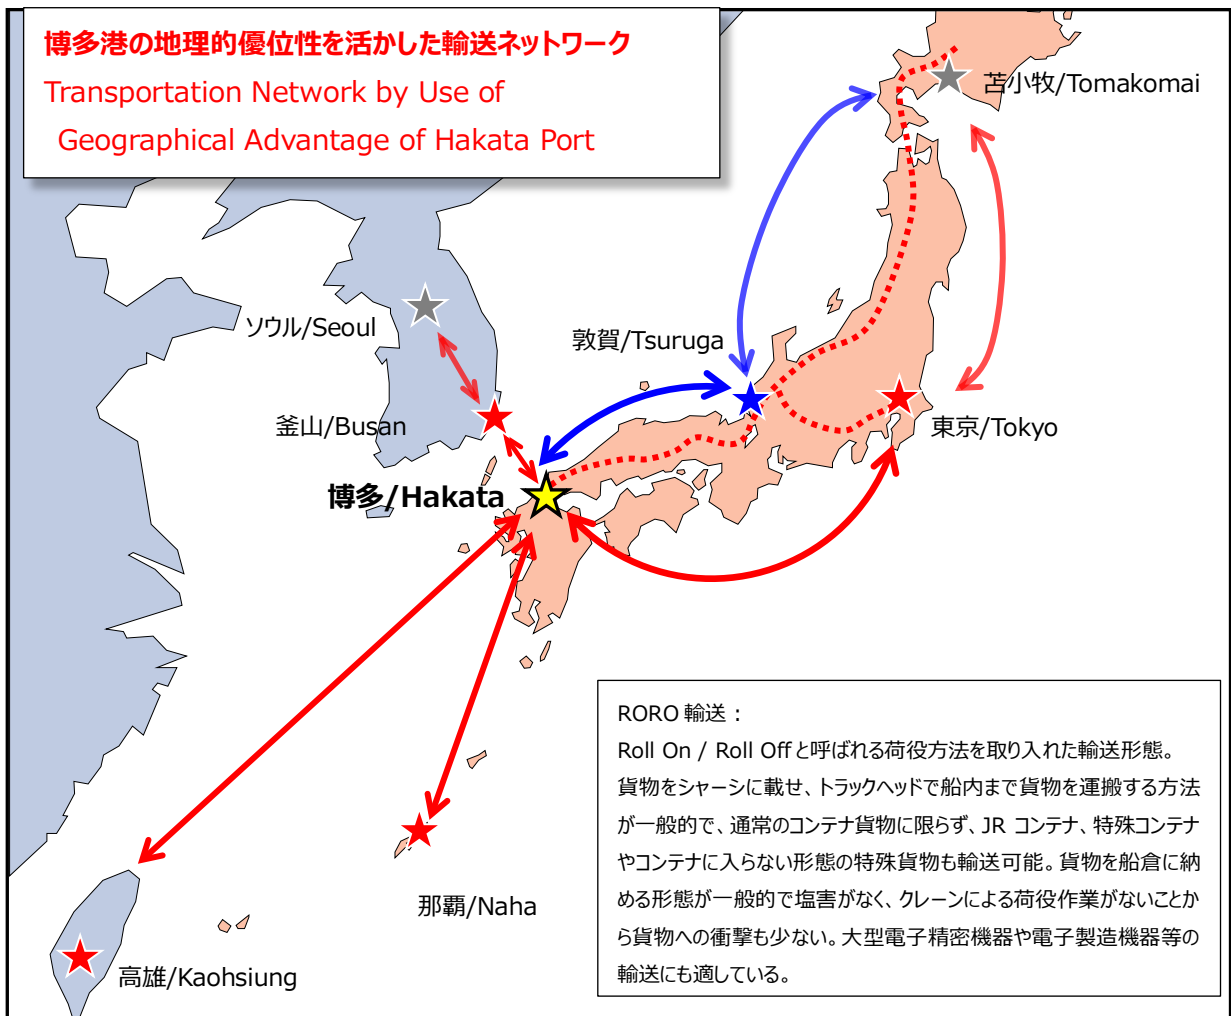 博多港の地理的優位性を活かした輸送ネットワーク
Transportation Network by Use of
Geographical Advantage of Hakata Port
苫小牧/Tomakomai
ソウル/Seoul
敦賀/Tsuruga
釜山/Busan
東京/Tokyo
博多/Hakata
那覇/Naha
高雄/Kaohsiung
RORO 輸送：
Roll On / Roll Off と呼ばれる荷役方法を取り入れた輸送形態。
貨物をシャーシに載せ、トラックヘッドで船内まで貨物を運搬する方法
が一般的で、通常のコンテナ貨物に限らず、JR コンテナ、特殊コンテナ
やコンテナに入らない形態の特殊貨物も輸送可能。貨物を船倉に納
める形態が一般的で塩害がなく、クレーンによる荷役作業がないことか
ら貨物への衝撃も少ない。大型電子精密機器や電子製造機器等の
輸送にも適している。